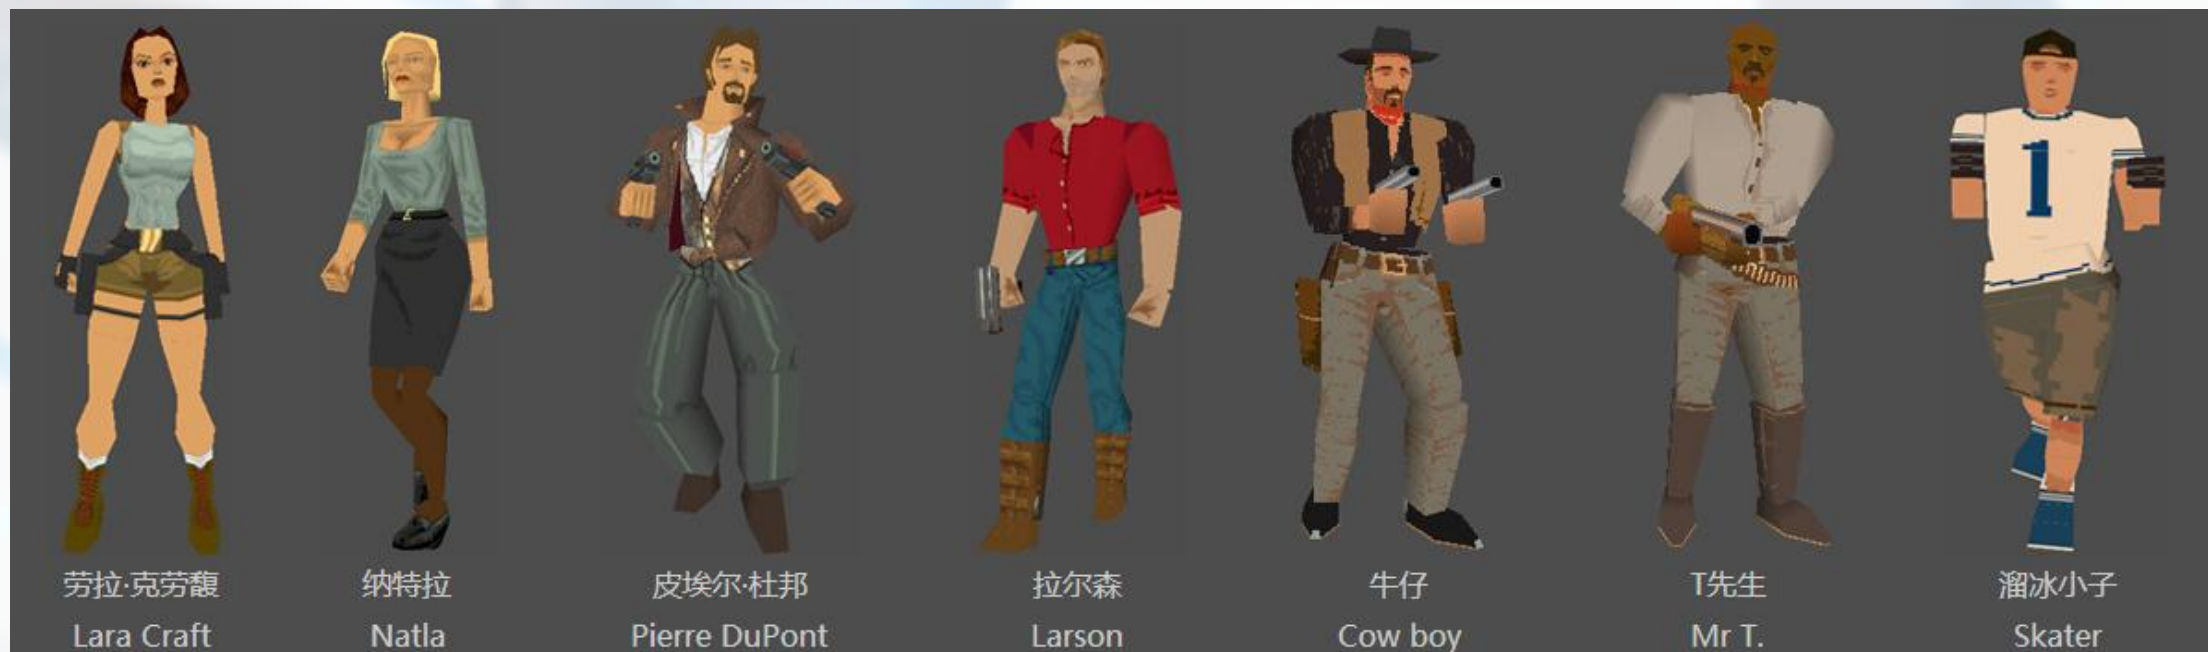 1
劳拉·克劳馥 纳特拉 皮埃尔·杜邦 拉尔森 牛仔 T先生 溜冰小子
Lara Craft Natla Pierre DuPont Larson Cow boy Mr T. Skater